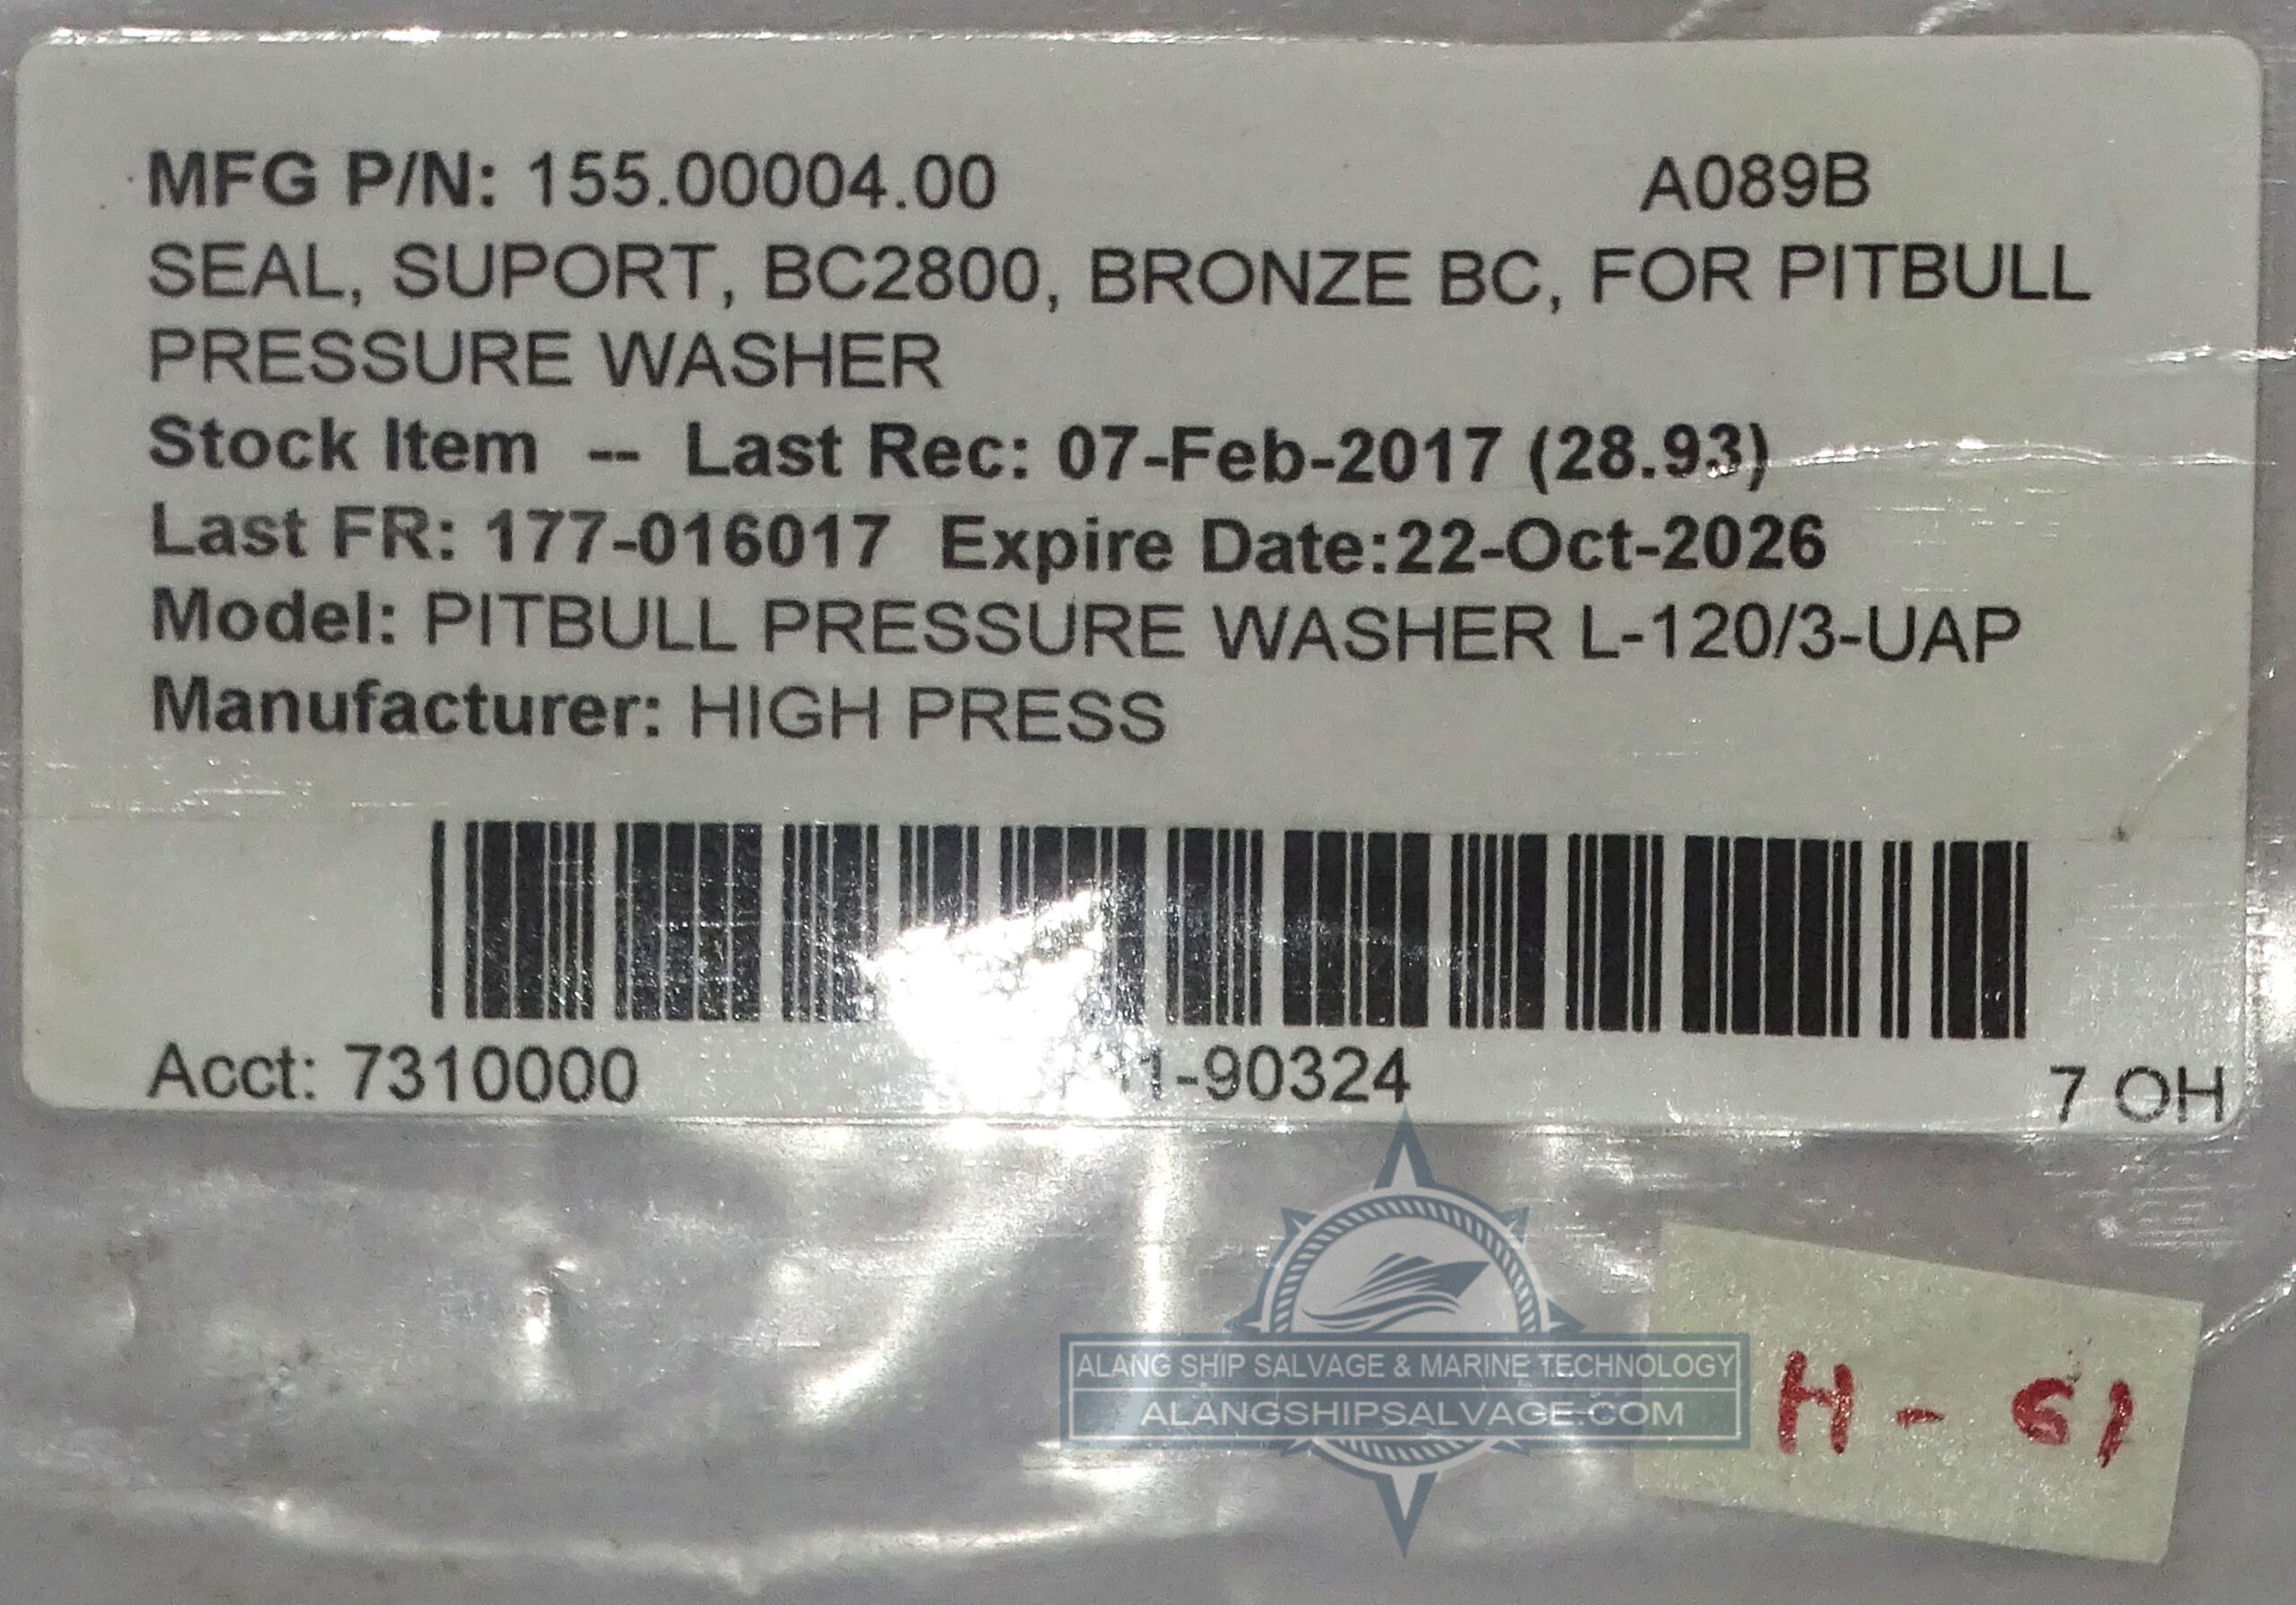 MFG P/N: 155.00004.00 A089B
SEAL, SUPORT, BC2800, BRONZE BC, FOR PITBULL
PRESSURE WASHER
Stock Item -- Last Rec: 07-Feb-2017 (28.93)
Last FR: 177-016017 Expire Date:22-Oct-2026
Model: PITBULL PRESSURE WASHER L-120/3-UAP
Manufacturer: HIGH PRESS
Acct: 7310000 1-90324 7 OH
ALANG SHIP SALVAGE & MARINE TECHNOLOGY
ALANGSHIPSALVAGE.COM
H - 61